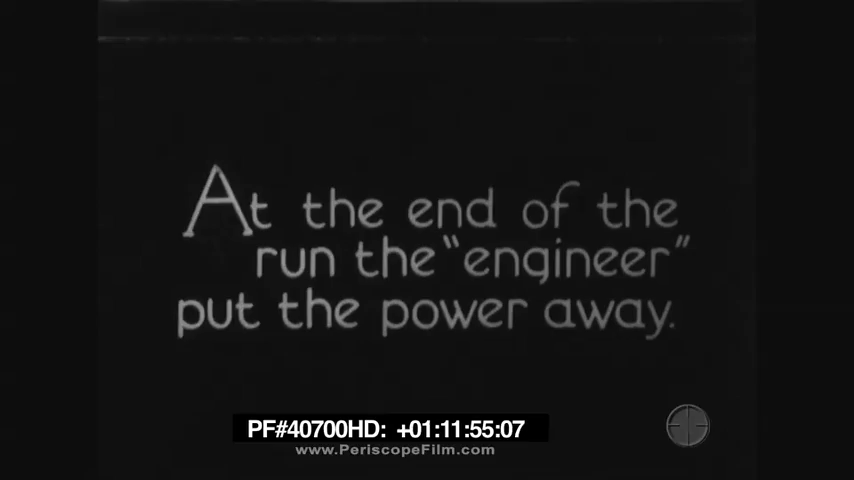 At the end of the
run the "engineer"
put the power away.
PF#40700HD: +01:11:55:07
www.PeriscopeFilm.com